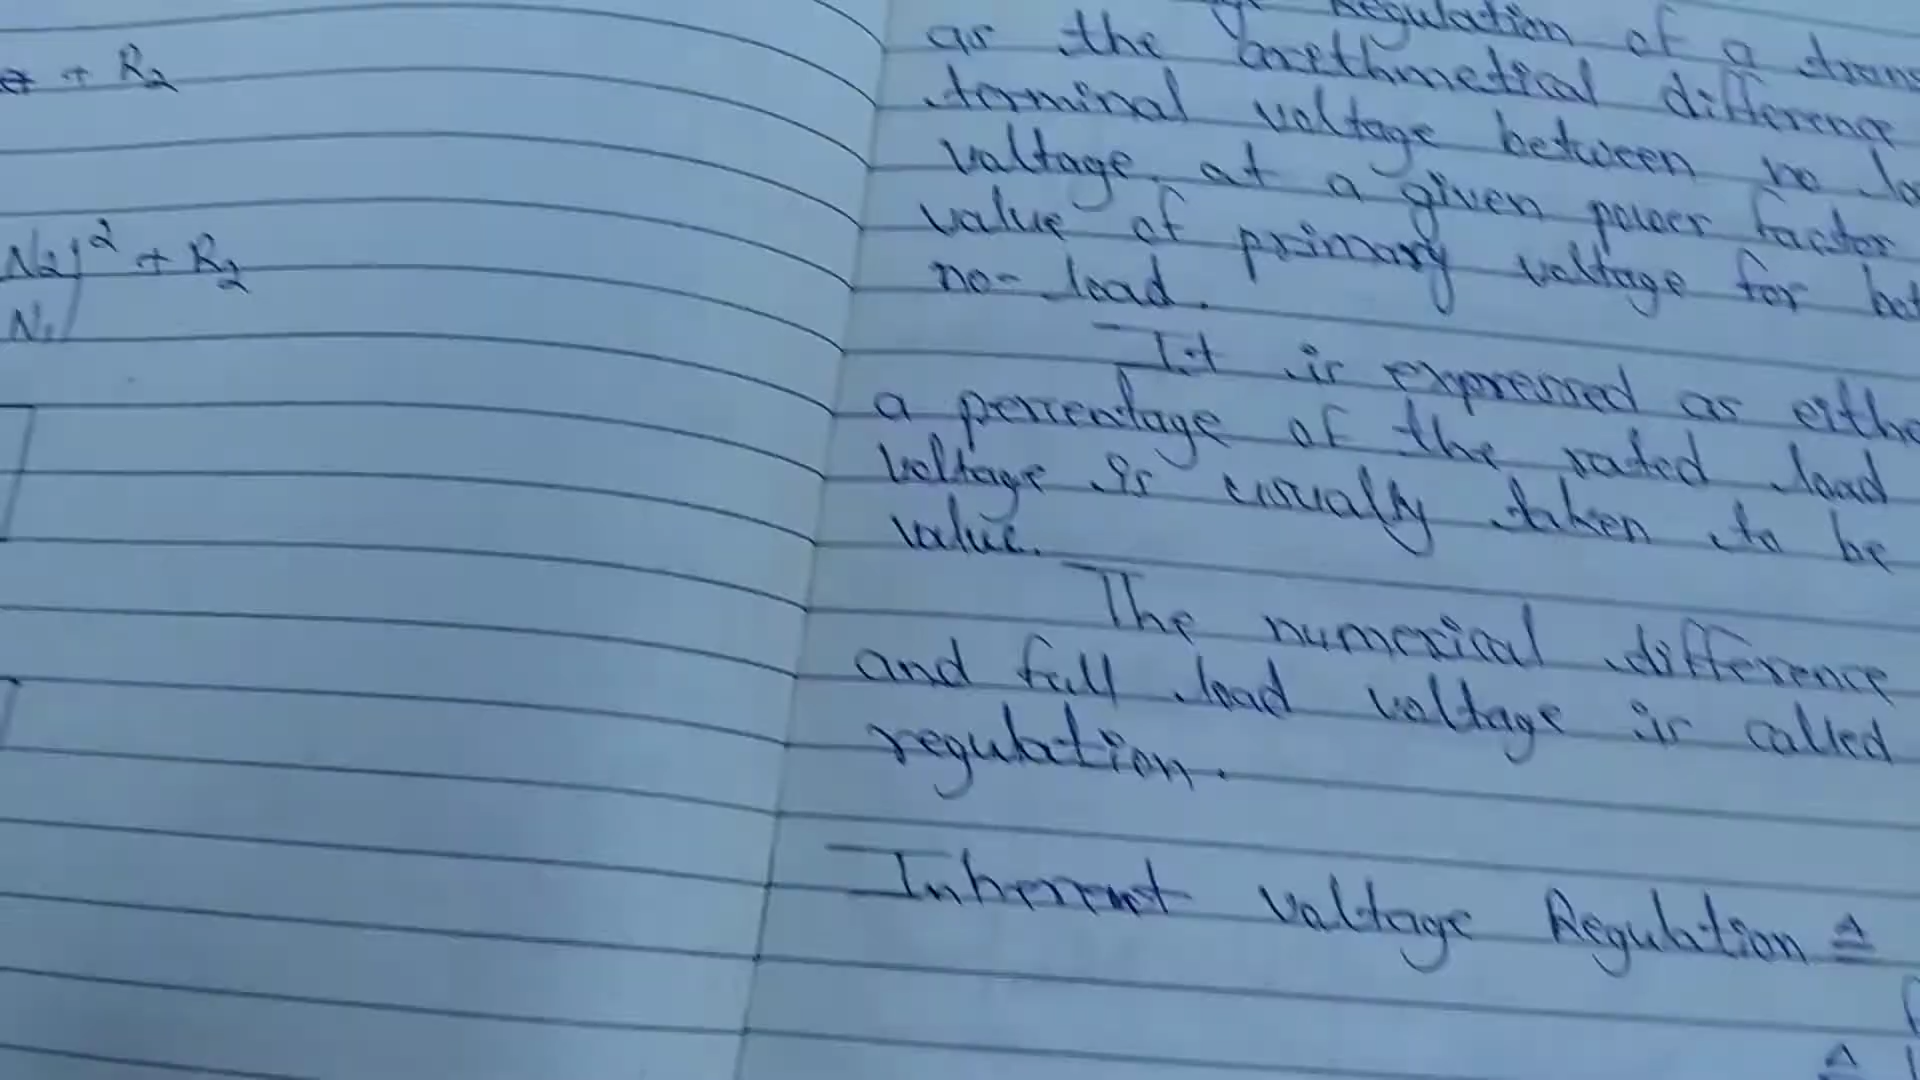 + R2
N2)² + R2
N1)
Regulation of a trans
as the arethmetical difference
terminal voltage between no lo
voltage at a given power factor
value of primary voltage for bot
no-load.
It is expressed as eithe
a percentage of the rated load
voltage is usually taken to be
value.
The numerical difference
and full load voltage is called
regulation.
Inherent voltage Regulation ≜
≜